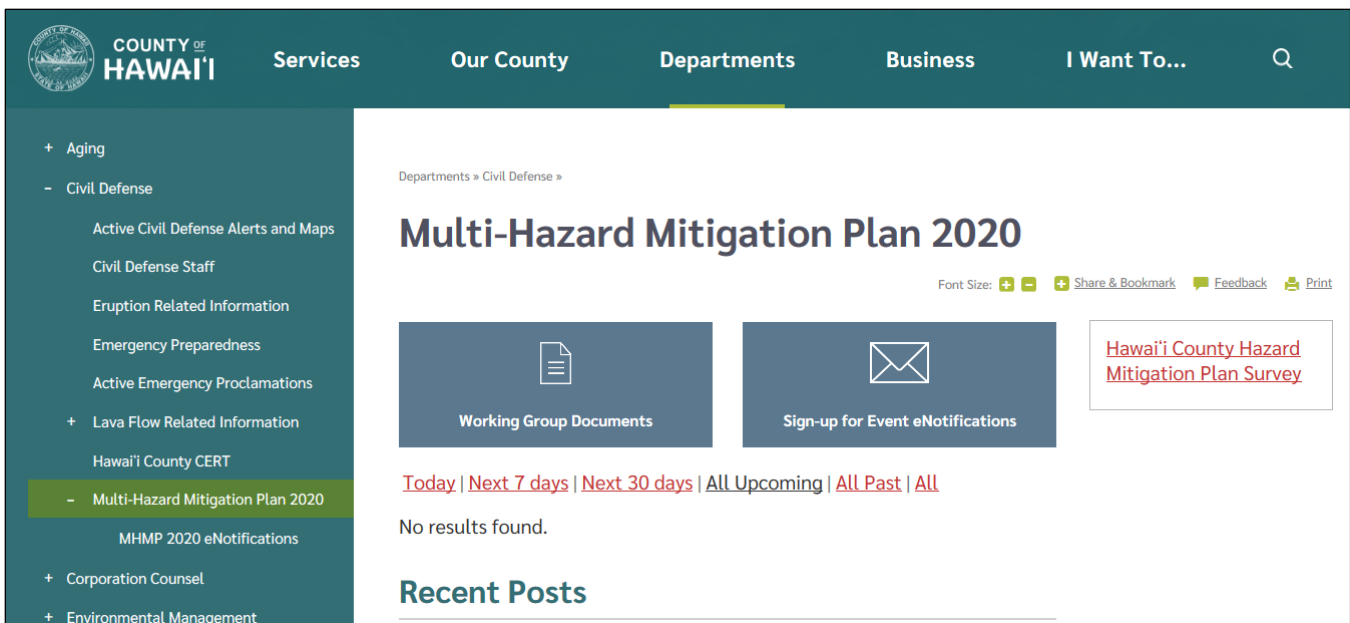 COUNTY OF
HAWAI‘I
Services
Our County
Departments
Business
I Want To...
+ Aging
- Civil Defense
Active Civil Defense Alerts and Maps
Civil Defense Staff
Eruption Related Information
Emergency Preparedness
Active Emergency Proclamations
+ Lava Flow Related Information
Hawai‘i County CERT
- Multi-Hazard Mitigation Plan 2020
MHMP 2020 eNotifications
+ Corporation Counsel
+ Environmental Management
Departments » Civil Defense »
Multi-Hazard Mitigation Plan 2020
Font Size: + - + Share & Bookmark Feedback Print
Working Group Documents
Sign-up for Event eNotifications
Hawai‘i County Hazard
Mitigation Plan Survey
Today | Next 7 days | Next 30 days | All Upcoming | All Past | All
No results found.
Recent Posts